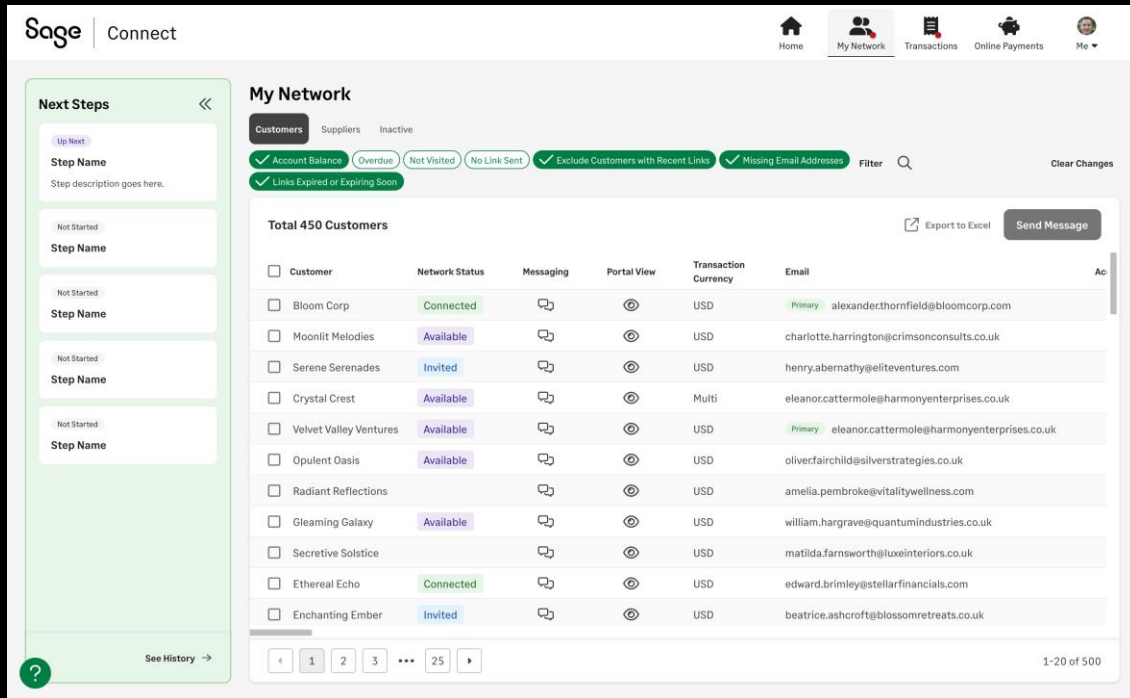 Sage Connect
Home My Network Transactions Online Payments Me
Next Steps
Up Next
Step Name
Step description goes here.
Not Started
Step Name
Not Started
Step Name
Not Started
Step Name
Not Started
Step Name
See History
?
My Network
Customers Suppliers Inactive
Account Balance Overdue Not Visited No Link Sent Exclude Customers with Recent Links Missing Email Addresses Filter Clear Changes
Links Expired or Expiring Soon
Total 450 Customers Export to Excel Send Message
Customer Network Status Messaging Portal View Transaction Currency Email Ac
Bloom Corp Connected USD Primary alexander.thornfield@bloomcorp.com
Moonlit Melodies Available USD charlotte.harrington@crimsonconsults.co.uk
Serene Serenades Invited USD henry.abernathy@eliteventures.com
Crystal Crest Available Multi eleanor.cattermole@harmonyenterprises.co.uk
Velvet Valley Ventures Available USD Primary eleanor.cattermole@harmonyenterprises.co.uk
Opulent Oasis Available USD oliver.fairchild@silverstrategies.co.uk
Radiant Reflections USD amelia.pembroke@vitalitywellness.com
Gleaming Galaxy Available USD william.hargrave@quantumindustries.co.uk
Secretive Solstice USD matilda.farnsworth@luxeinteriors.co.uk
Ethereal Echo Connected USD edward.brimley@stellarfinancials.com
Enchanting Ember Invited USD beatrice.ashcroft@blossomretreats.co.uk
1 2 3 ••• 25 1-20 of 500